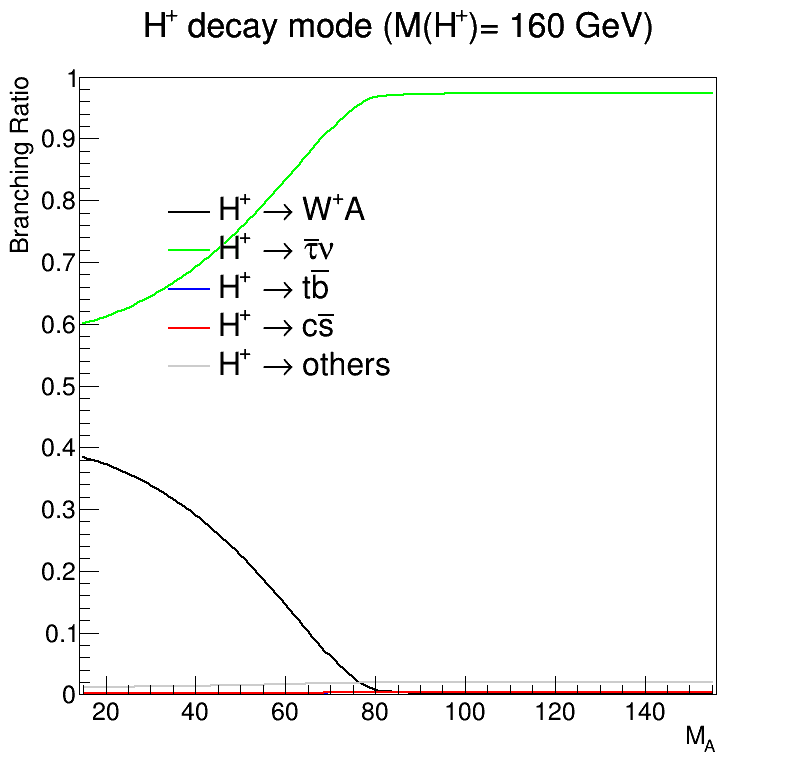 H⁺ decay mode (M(H⁺)= 160 GeV)
Branching Ratio
1
0.9
0.8
0.7
0.6
0.5
0.4
0.3
0.2
0.1
0
H⁺ → W⁺A
H⁺ → τ̅ν
H⁺ → tb̅
H⁺ → cs̅
H⁺ → others
20 40 60 80 100 120 140
M_A